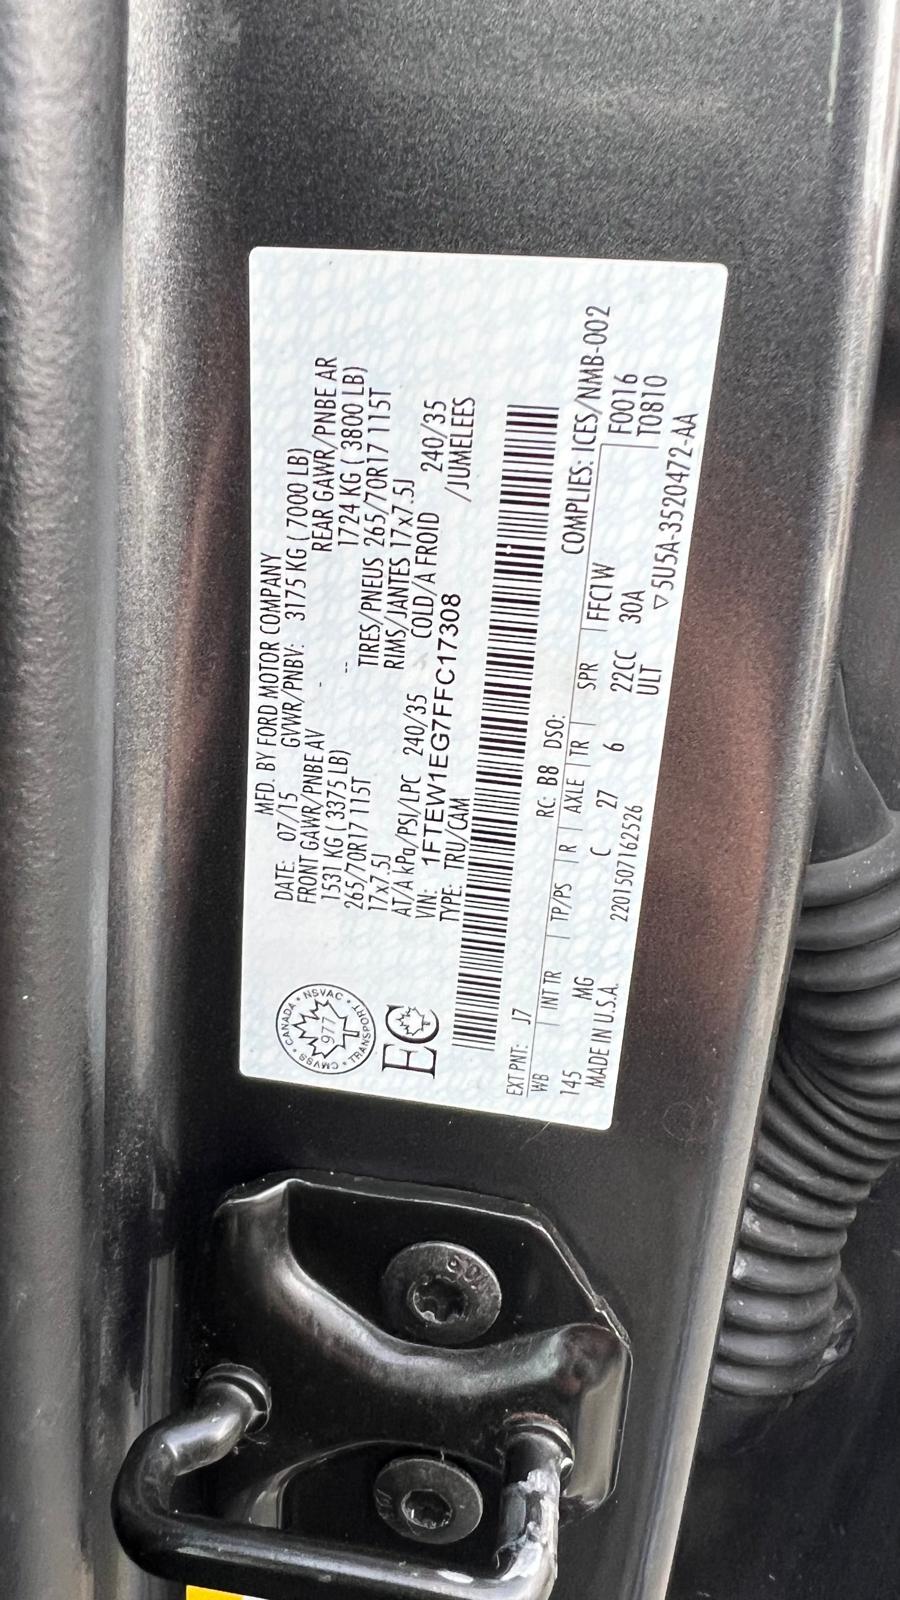 MFD. BY FORD MOTOR COMPANY
DATE: 07/15 GVWR/PNBV: 3175 KG ( 7000 LB)
FRONT GAWR/PNBE AV REAR GAWR/PNBE AR
1531 KG ( 3375 LB) 1724 KG ( 3800 LB)
265/70R17 115T TIRES/PNEUS 265/70R17 115T
17x7.5J RIMS/JANTES 17x7.5J
AT/A kPa/PSI/LPC 240/35 COLD/A FROID 240/35
VIN: 1FTEW1EG7FFC17308 /JUMELEES
TYPE: TRU/CAM
CANADA • NSVAC • TRANSPORT • CMVSS
977
EC
EXT PNT: J7 RC: B8 DSO: COMPLIES: ICES/NMB-002
WB | INT TR | TP/PS | R | AXLE | TR | SPR | FFC1W F0016
145 MG C 27 6 22CC 30A T0810
MADE IN U.S.A. 2201507162526 ULT ▽5U5A-3520472-AA